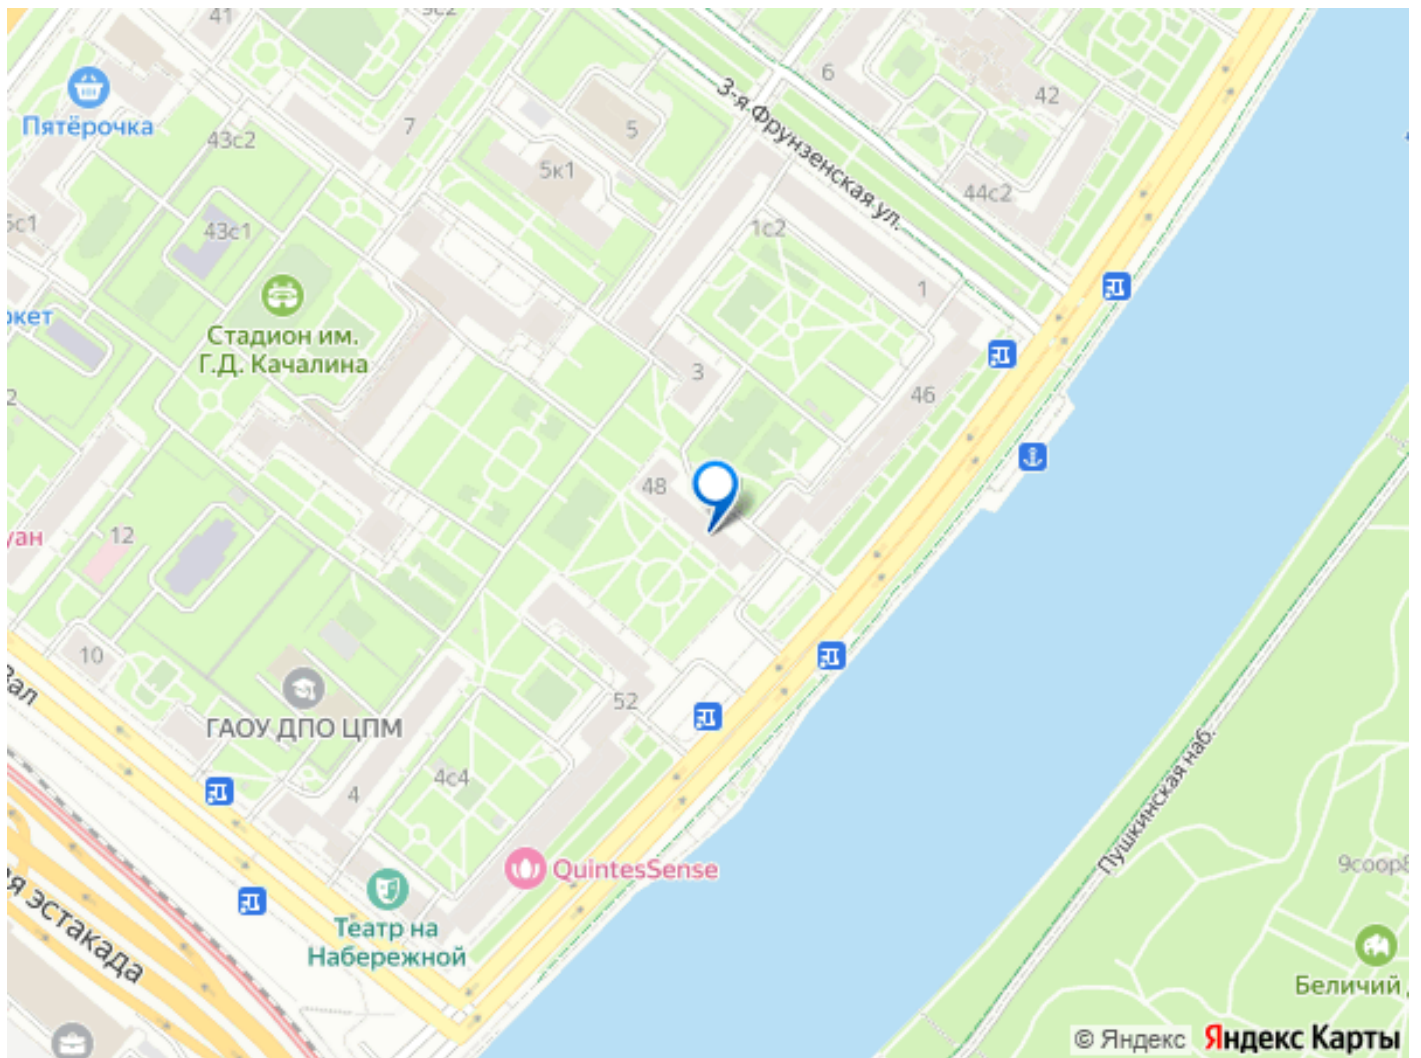 41
9с2
6
42
Пятёрочка
7
5
3-я Фрунзенская ул.
43с2
5к1
44с2
43с1
1с2
1
Стадион им.
Г.Д. Качалина
3
46
48
12
10
52
ГАОУ ДПО ЦПМ
4с4
4
Пушкинская наб.
QuintesSense
Театр на
Набережной
эстакада
Беличий
© Яндекс Яндекс Карты